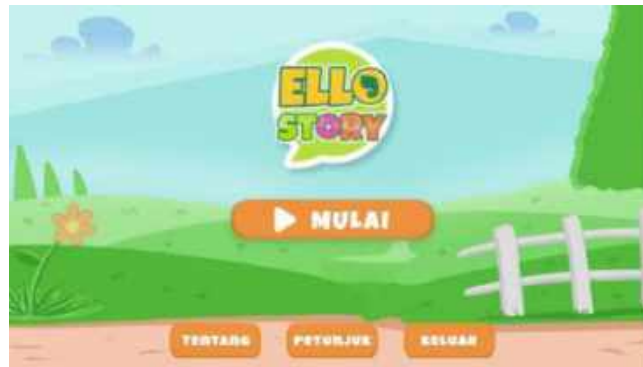 ELLO
STORY
MULAI
TENTANG
PETUNJUK
KELUAR